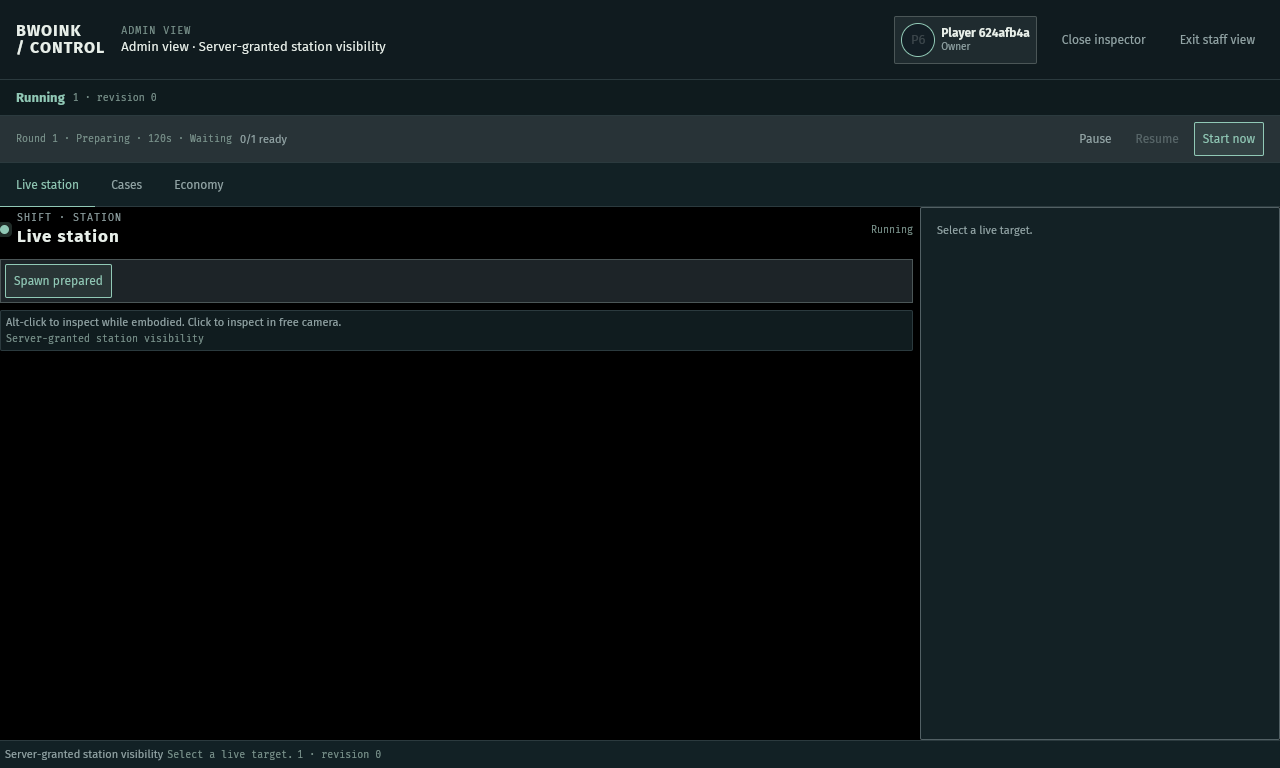 BWOINK
/ CONTROL
ADMIN VIEW
Admin view · Server-granted station visibility
P6
Player 624afb4a
Owner
Close inspector
Exit staff view
Running 1 · revision 0
Round 1 · Preparing · 120s · Waiting 0/1 ready
Pause
Resume
Start now
Live station
Cases
Economy
SHIFT · STATION
Live station
Running
Select a live target.
Spawn prepared
Alt-click to inspect while embodied. Click to inspect in free camera.
Server-granted station visibility
Server-granted station visibility Select a live target. 1 · revision 0